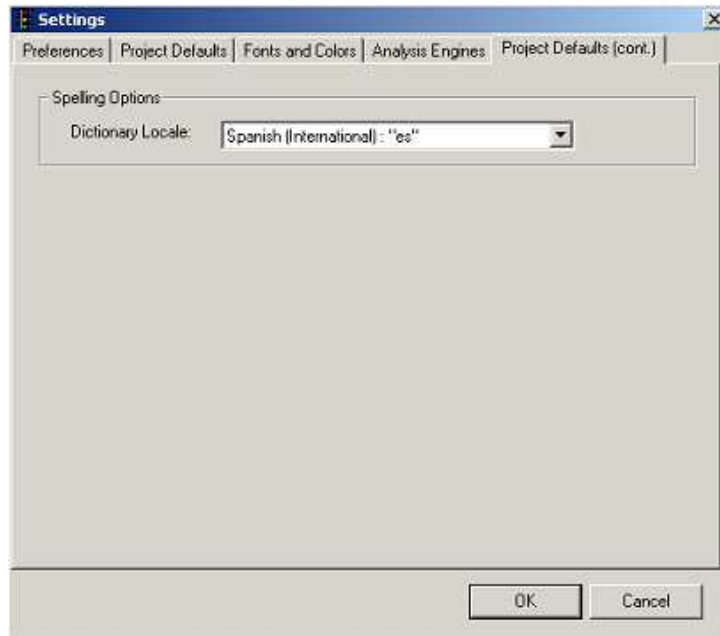 Settings
Preferences Project Defaults Fonts and Colors Analysis Engines Project Defaults (cont.)
Spelling Options
Dictionary Locale: Spanish (International) : "es"
OK Cancel